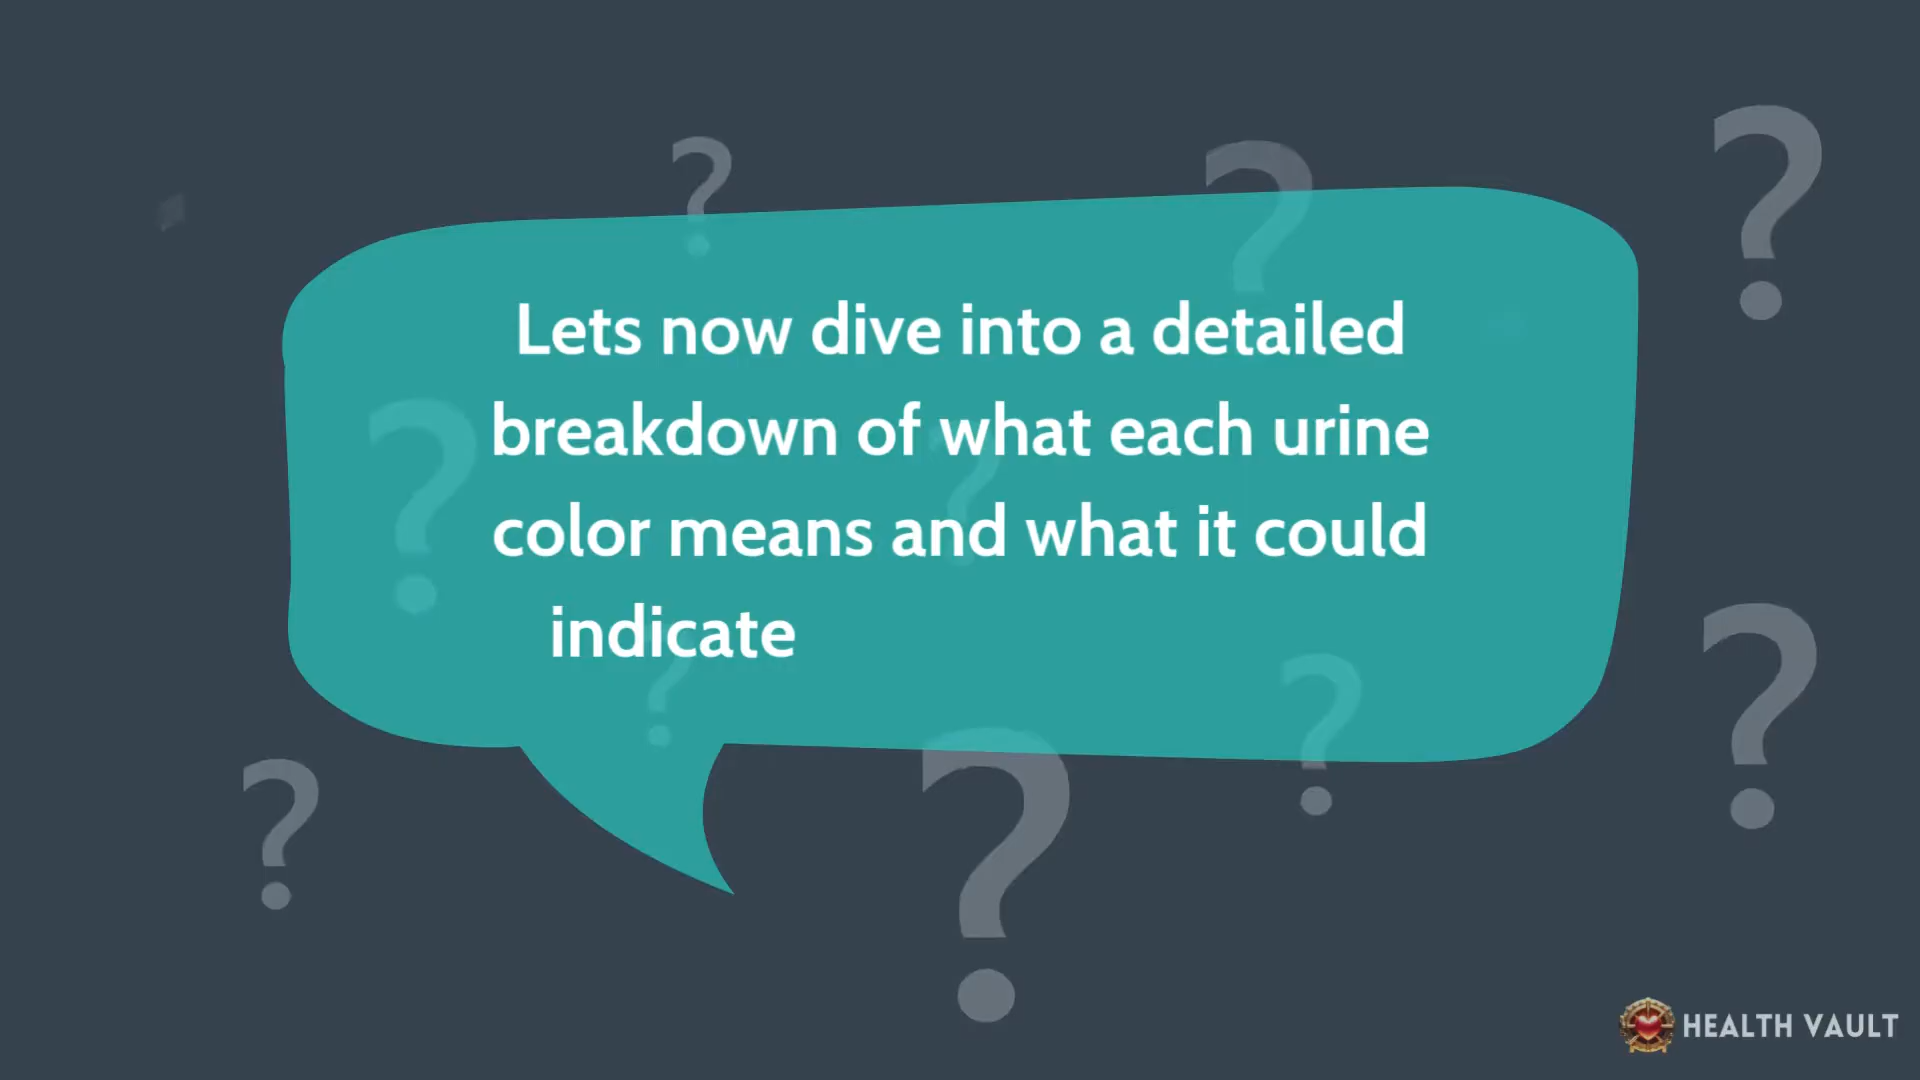 Lets now dive into a detailed
breakdown of what each urine
color means and what it could
indicate
HEALTH VAULT